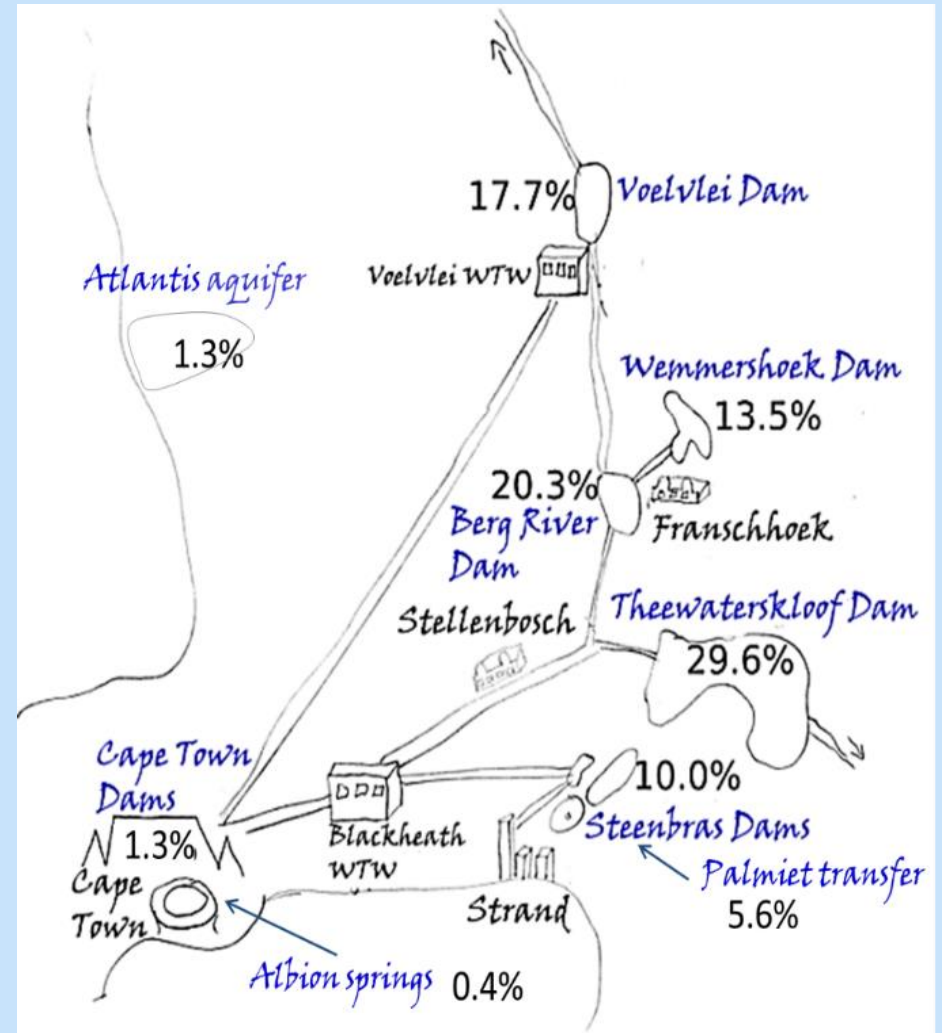 17.7%
Voelvlei Dam
Voelvlei WTW
Atlantis aquifer
1.3%
Wemmershoek Dam
13.5%
20.3%
Berg River
Dam
Franschhoek
Stellenbosch
Theewaterskloof Dam
29.6%
Cape Town
Dams
1.3%
Cape
Town
Blackheath
WTW
10.0%
Steenbras Dams
Palmiet transfer
5.6%
Strand
Albion springs
0.4%